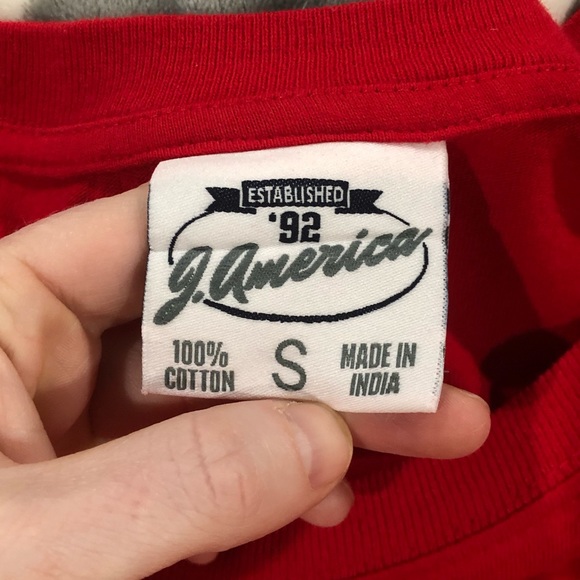 ESTABLISHED
'92
J. America
100% COTTON
S
MADE IN INDIA